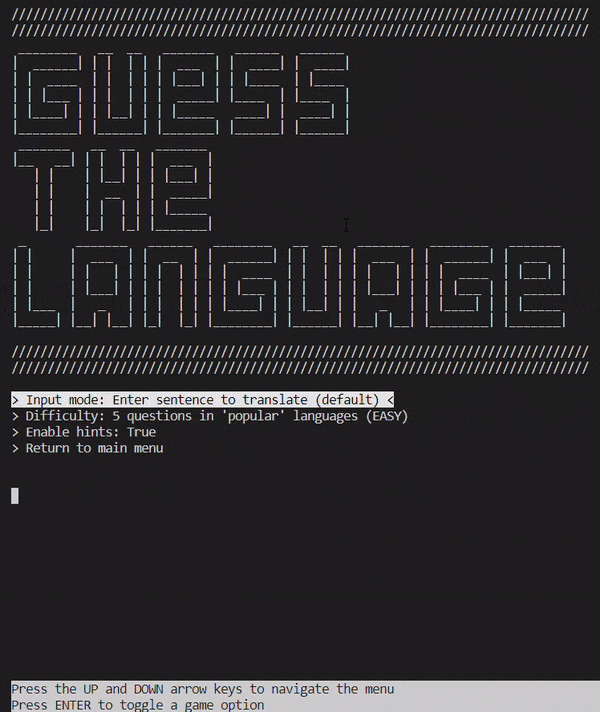 ////////////////////////////////////////////////////////////////////////////////
////////////////////////////////////////////////////////////////////////////////
GUESS
THE
LANGUAGE
////////////////////////////////////////////////////////////////////////////////
////////////////////////////////////////////////////////////////////////////////
> Input mode: Enter sentence to translate (default) <
> Difficulty: 5 questions in 'popular' languages (EASY)
> Enable hints: True
> Return to main menu
Press the UP and DOWN arrow keys to navigate the menu
Press ENTER to toggle a game option